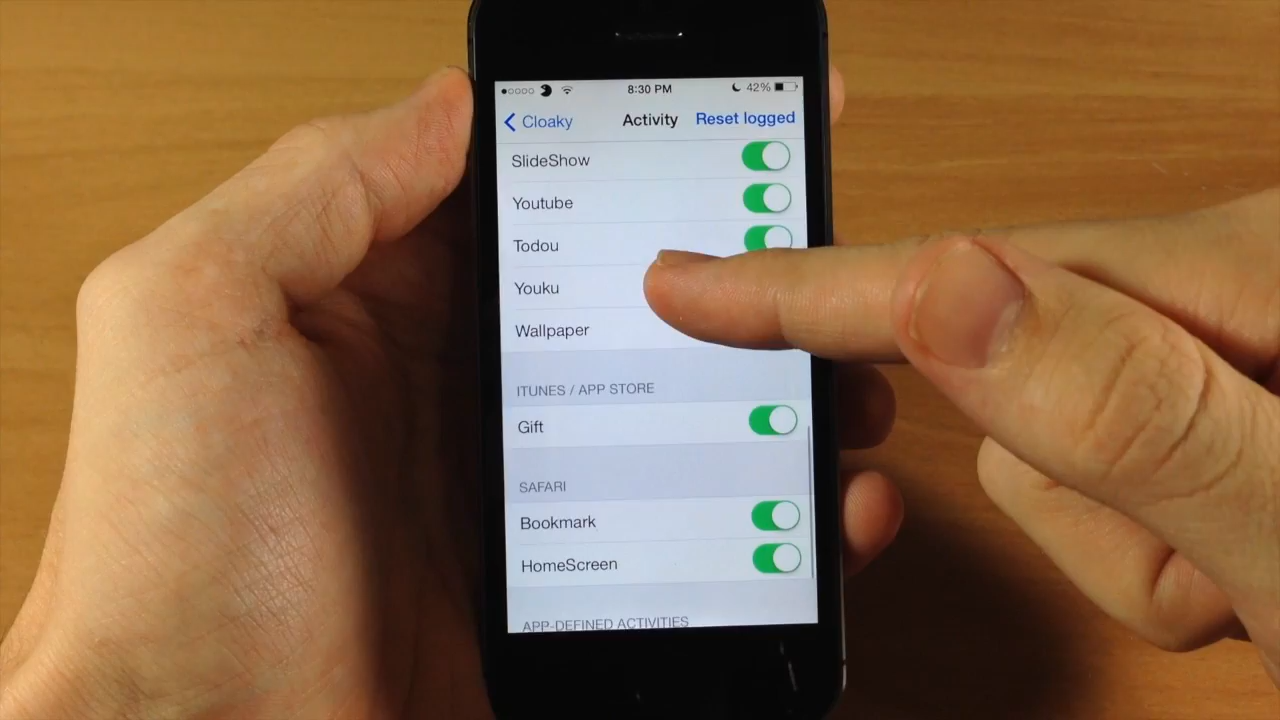 8:30 PM 42%
Cloaky Activity Reset logged
SlideShow
Youtube
Todou
Youku
Wallpaper
ITUNES / APP STORE
Gift
SAFARI
Bookmark
HomeScreen
APP-DEFINED ACTIVITIES